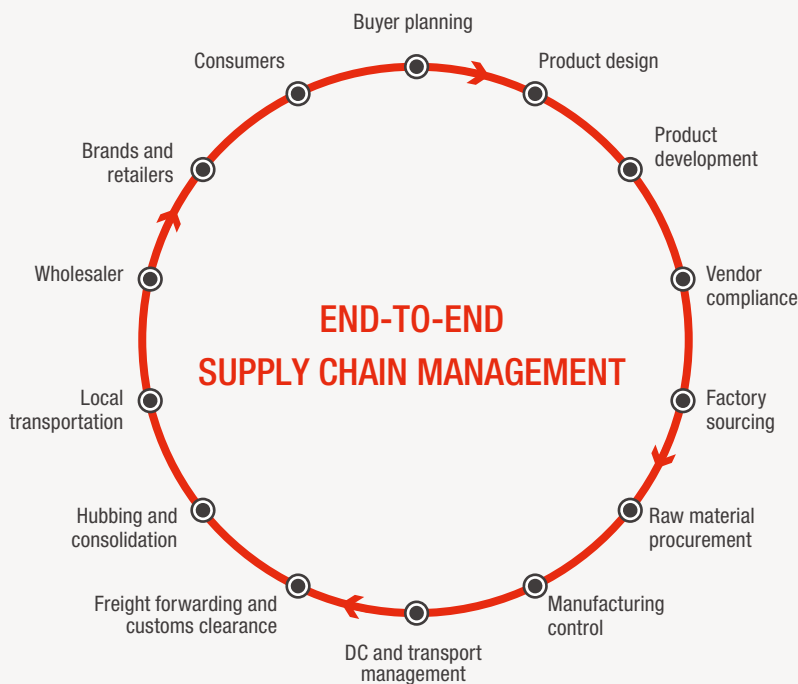 Buyer planning
Product design
Product
development
Vendor
compliance
Factory
sourcing
Raw material
procurement
Manufacturing
control
DC and transport
management
Freight forwarding and
customs clearance
Hubbing and
consolidation
Local
transportation
Wholesaler
Brands and
retailers
Consumers
END-TO-END
SUPPLY CHAIN MANAGEMENT